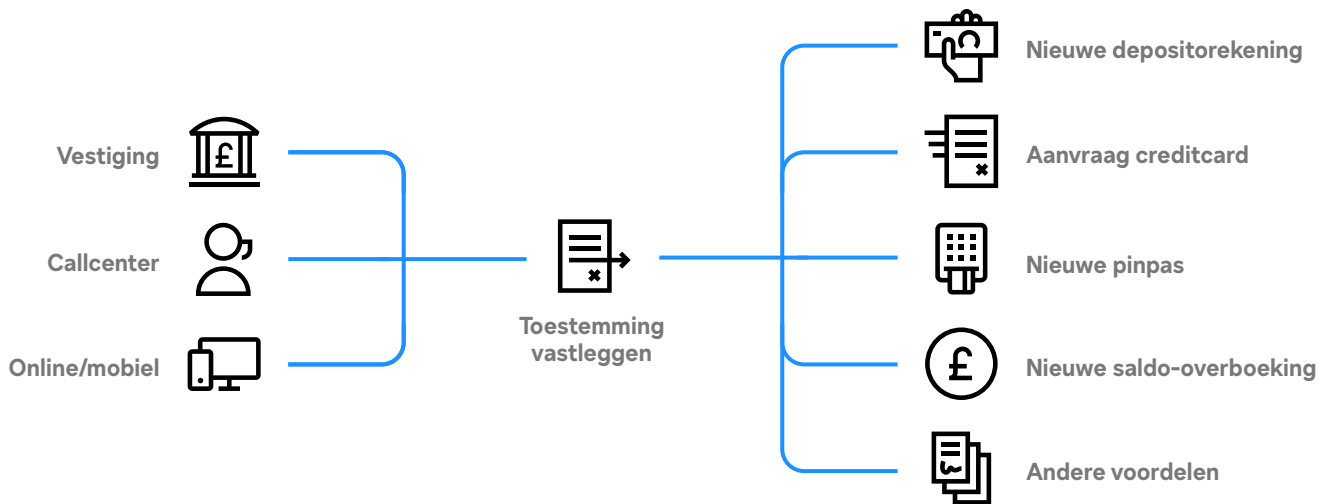 Vestiging
Callcenter
Online/mobiel
Toestemming
vastleggen
Nieuwe depositorekening
Aanvraag creditcard
Nieuwe pinpas
Nieuwe saldo-overboeking
Andere voordelen